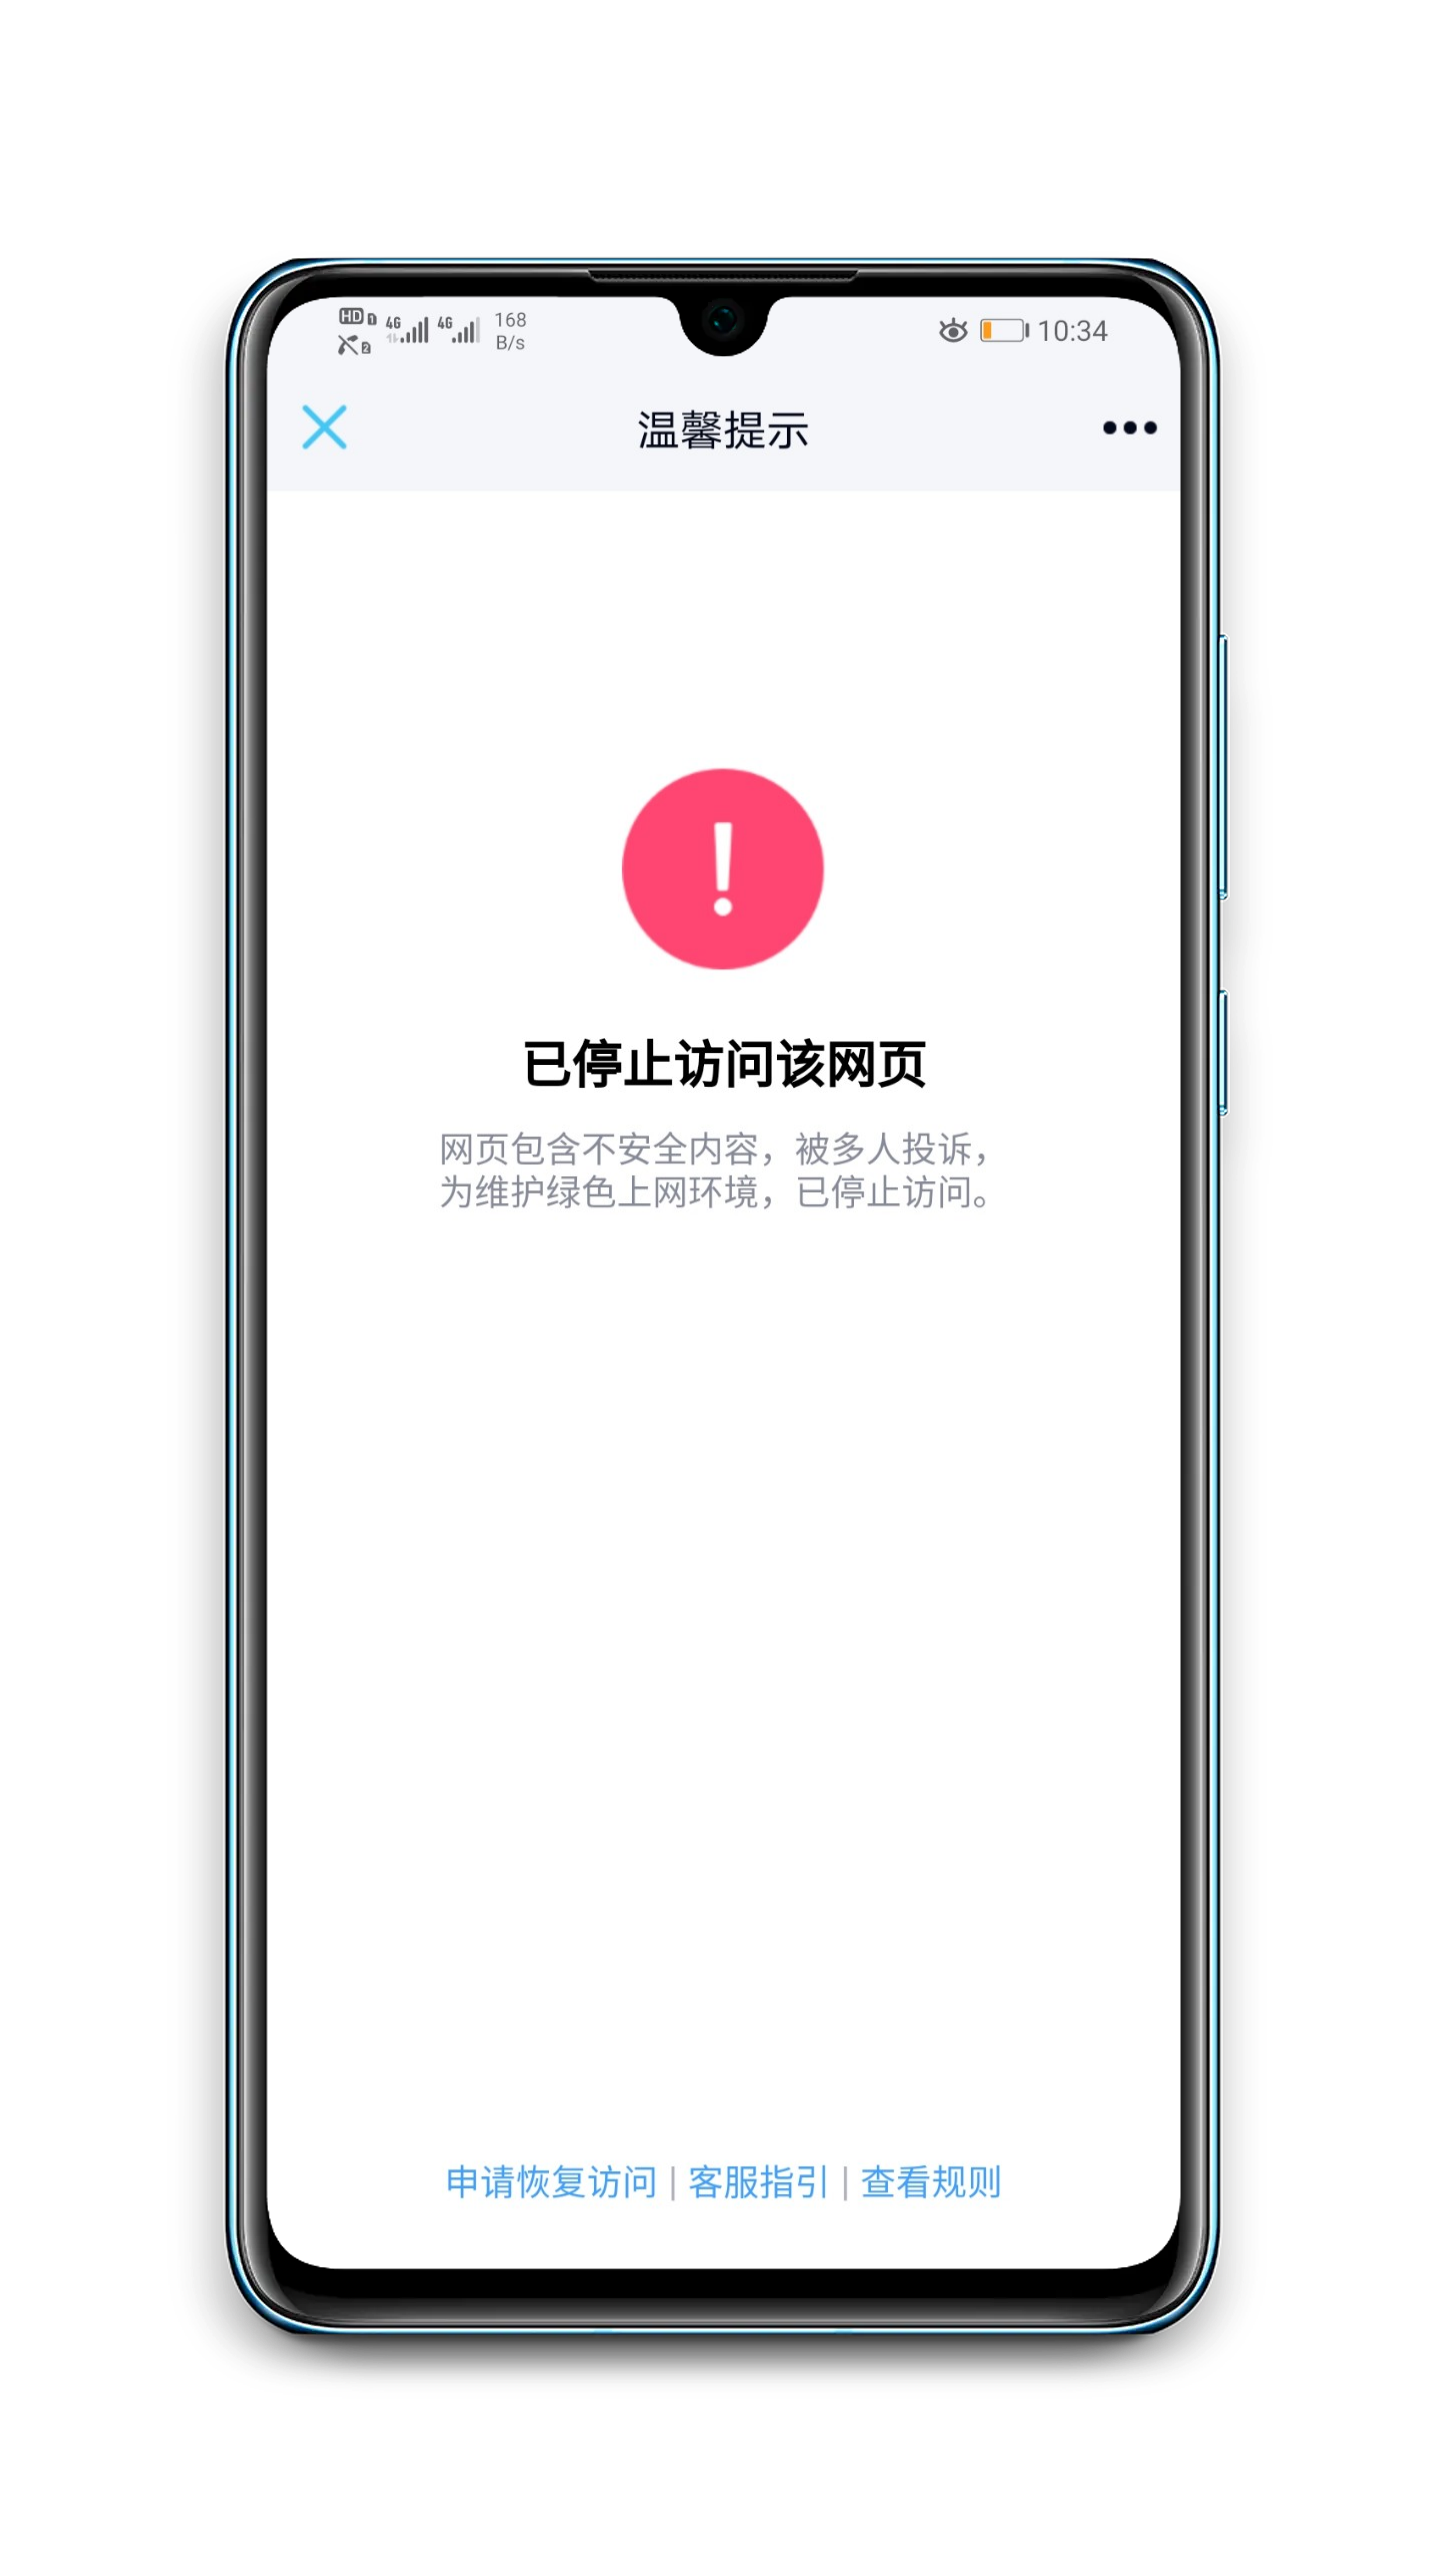 HD 1 4G 4G 168
2 B/s 10:34
温馨提示
已停止访问该网页
网页包含不安全内容，被多人投诉，
为维护绿色上网环境，已停止访问。
申请恢复访问 | 客服指引 | 查看规则